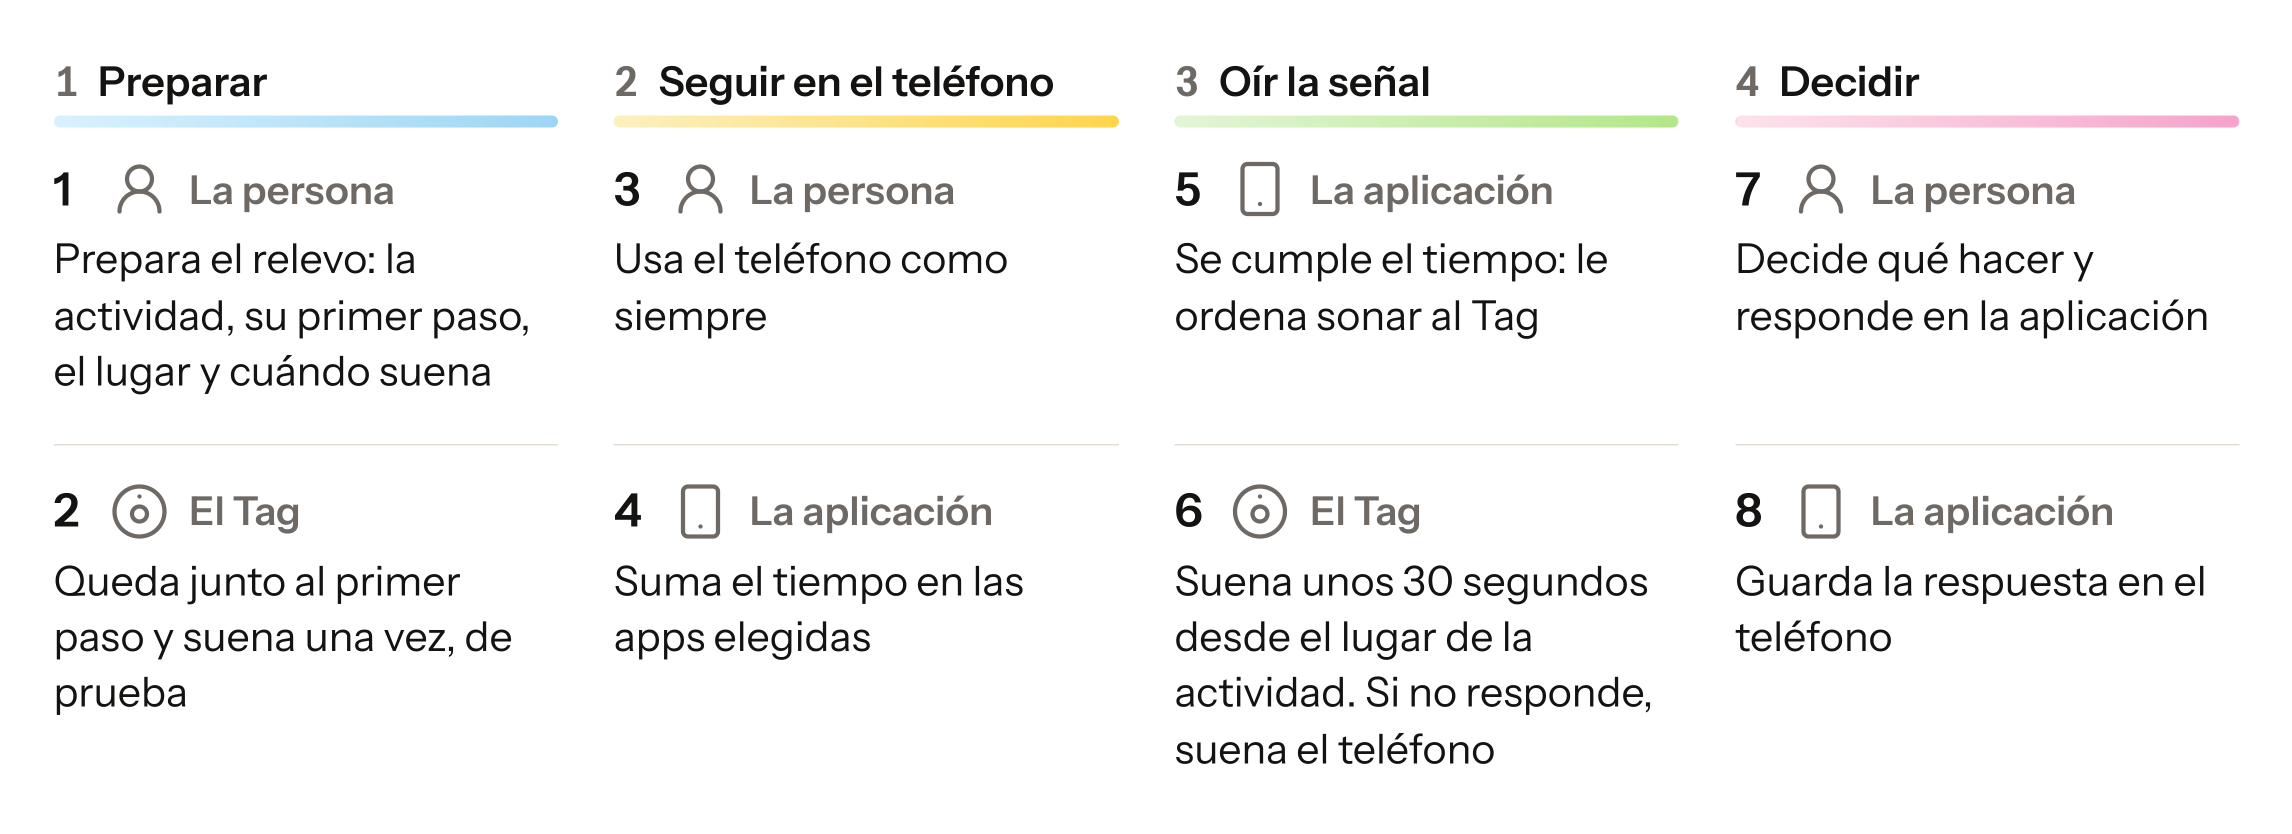 1 Preparar
1 La persona
Prepara el relevo: la
actividad, su primer paso,
el lugar y cuándo suena
2 El Tag
Queda junto al primer
paso y suena una vez, de
prueba
2 Seguir en el teléfono
3 La persona
Usa el teléfono como
siempre
4 La aplicación
Suma el tiempo en las
apps elegidas
3 Oír la señal
5 La aplicación
Se cumple el tiempo: le
ordena sonar al Tag
6 El Tag
Suena unos 30 segundos
desde el lugar de la
actividad. Si no responde,
suena el teléfono
4 Decidir
7 La persona
Decide qué hacer y
responde en la aplicación
8 La aplicación
Guarda la respuesta en el
teléfono